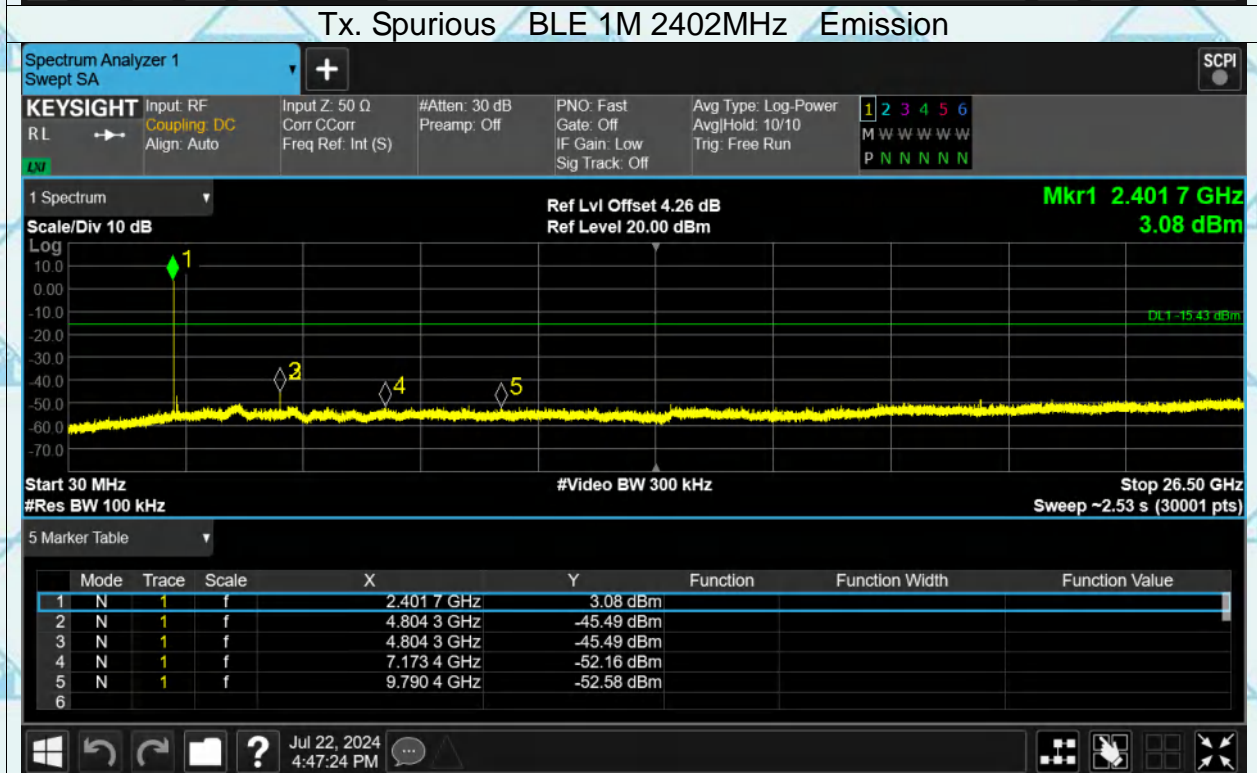 Tx. Spurious BLE 1M 2402MHz Emission
Spectrum Analyzer 1
Swept SA
+
SCPI
KEYSIGHT
RL
LXI
Input: RF
Coupling: DC
Align: Auto
Input Z: 50 Ω
Corr CCorr
Freq Ref: Int (S)
#Atten: 30 dB
Preamp: Off
PNO: Fast
Gate: Off
IF Gain: Low
Sig Track: Off
Avg Type: Log-Power
Avg|Hold: 10/10
Trig: Free Run
1 2 3 4 5 6
M W W W W W
P N N N N N
1 Spectrum
Scale/Div 10 dB
Ref Lvl Offset 4.26 dB
Ref Level 20.00 dBm
Mkr1 2.401 7 GHz
3.08 dBm
Log
10.0
0.00
-10.0
-20.0
-30.0
-40.0
-50.0
-60.0
-70.0
1
DL1 -15.43 dBm
3
4
5
Start 30 MHz
#Video BW 300 kHz
Stop 26.50 GHz
#Res BW 100 kHz
Sweep ~2.53 s (30001 pts)
5 Marker Table
Mode Trace Scale X Y Function Function Width Function Value
1 N 1 f 2.401 7 GHz 3.08 dBm
2 N 1 f 4.804 3 GHz -45.49 dBm
3 N 1 f 4.804 3 GHz -45.49 dBm
4 N 1 f 7.173 4 GHz -52.16 dBm
5 N 1 f 9.790 4 GHz -52.58 dBm
6
?
Jul 22, 2024
4:47:24 PM